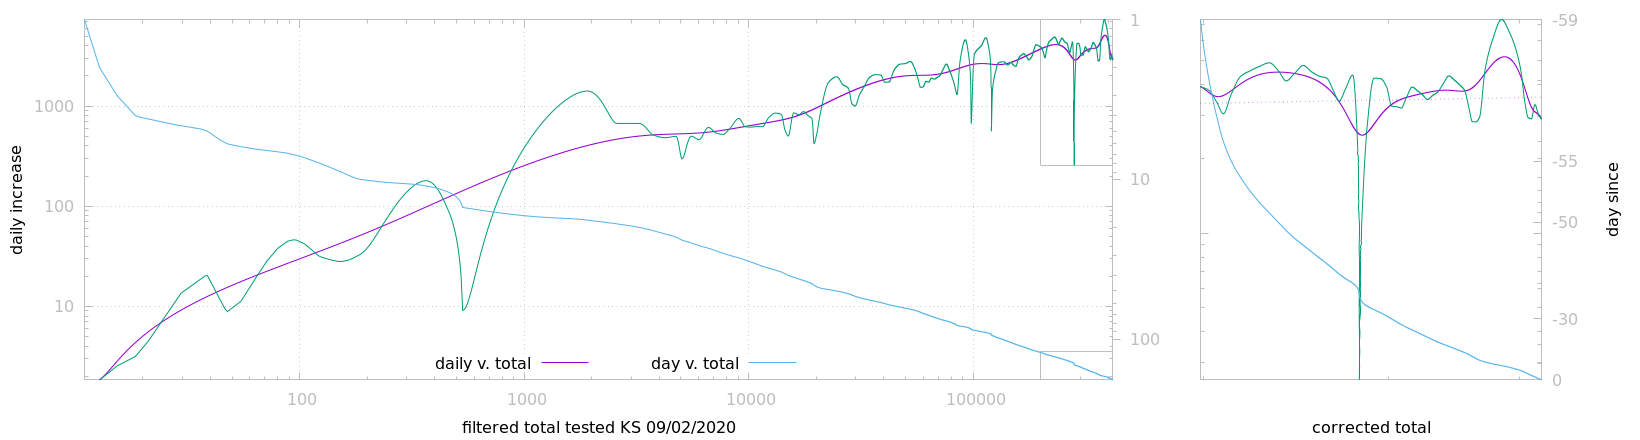 daily increase
1000
100
10
100
1000
10000
100000
1
10
100
daily v. total
day v. total
filtered total tested KS 09/02/2020
-59
-55
-50
-30
0
day since
corrected total